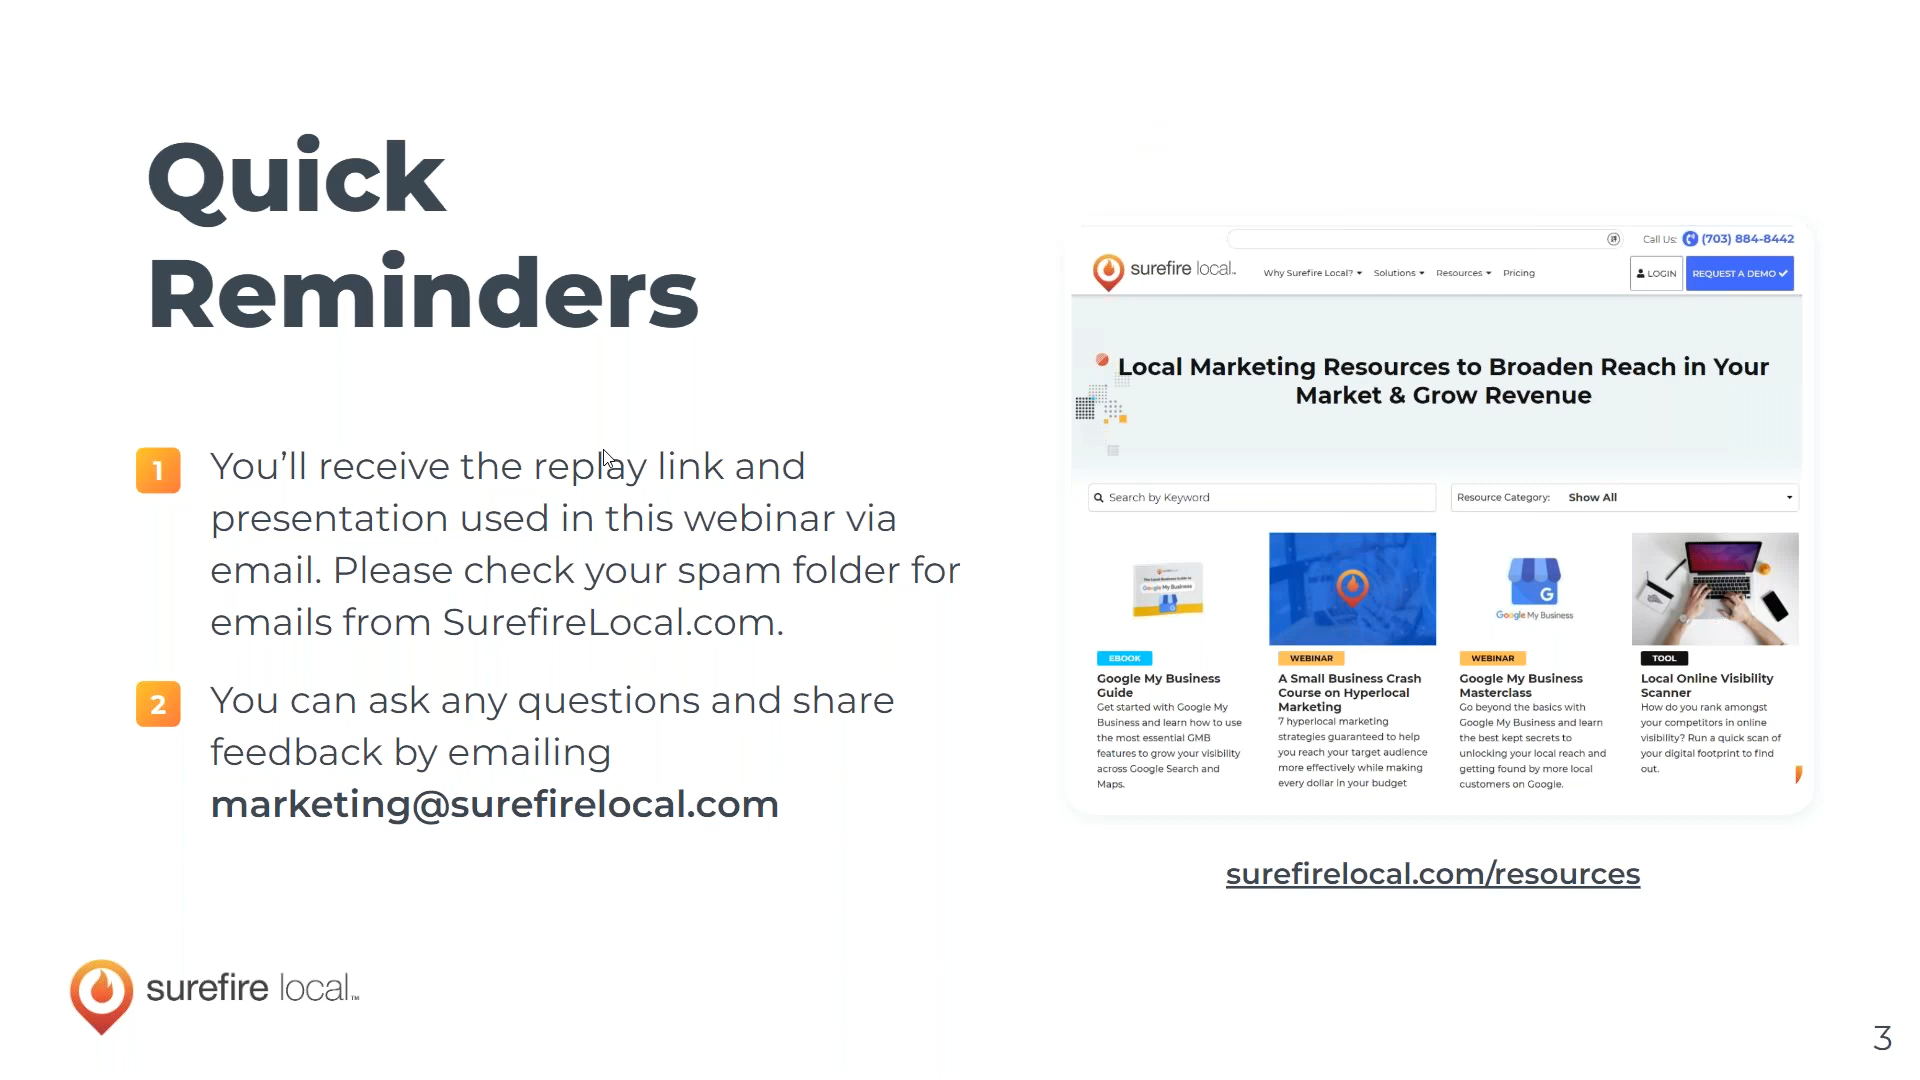 Quick
Reminders
1
You’ll receive the replay link and
presentation used in this webinar via
email. Please check your spam folder for
emails from SurefireLocal.com.
2
You can ask any questions and share
feedback by emailing
marketing@surefirelocal.com
surefire local™
Call Us: (703) 884-8442
surefire local™
Why Surefire Local? Solutions Resources Pricing
LOGIN
REQUEST A DEMO
Local Marketing Resources to Broaden Reach in Your
Market & Grow Revenue
Search by Keyword
Resource Category: Show All
Google My Business
Google My Business
EBOOK
Google My Business
Guide
Get started with Google My
Business and learn how to use
the most essential GMB
features to grow your visibility
across Google Search and
Maps.
WEBINAR
A Small Business Crash
Course on Hyperlocal
Marketing
7 hyperlocal marketing
strategies guaranteed to help
you reach your target audience
more effectively while making
every dollar in your budget
WEBINAR
Google My Business
Masterclass
Go beyond the basics with
Google My Business and learn
the best kept secrets to
unlocking your local reach and
getting found by more local
customers on Google.
TOOL
Local Online Visibility
Scanner
How do you rank amongst
your competitors in online
visibility? Run a quick scan of
your digital footprint to find
out.
surefirelocal.com/resources
3